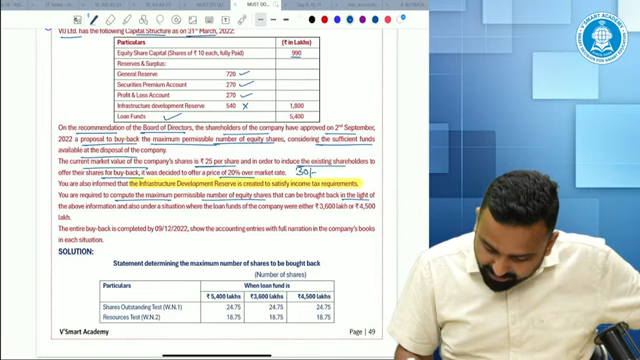 VU Ltd. has the following Capital Structure as on 31st March, 2022:
Particulars (₹ in Lakhs)
Equity Share Capital (Shares of ₹ 10 each, fully Paid) 990
Reserves & Surplus:
General Reserve 720
Securities Premium Account 270
Profit & Loss Account 270
Infrastructure development Reserve 540 1,800
Loan Funds 5,400
On the recommendation of the Board of Directors, the shareholders of the company have approved on 2nd September,
2022 a proposal to buy-back the maximum permissible number of equity shares, considering the sufficient funds
available at the disposal of the company.
The current market value of the company's shares is ₹ 25 per share and in order to induce the existing shareholders
to offer their shares for buy-back, it was decided to offer a price of 20% over market rate. 30/-
You are also informed that the Infrastructure Development Reserve is created to satisfy income tax requirements.
You are required to compute the maximum permissible number of equity shares that can be brought back in the light of
the above information and also under a situation where the loan funds of the company were either ₹ 3,600 lakh or ₹ 4,500
lakh.
The entire buy-back is completed by 09/12/2022, show the accounting entries with full narration in the company's books
in each situation.
SOLUTION:
Statement determining the maximum number of shares to be bought back
(Number of shares)
Particulars When loan fund is
₹ 5,400 lakhs ₹3,600 lakhs ₹4,500 lakhs
Shares Outstanding Test (W.N.1) 24.75 24.75 24.75
Resources Test (W.N.2) 18.75 18.75 18.75
V'Smart Academy Page | 49
V'SMART ACADEMY